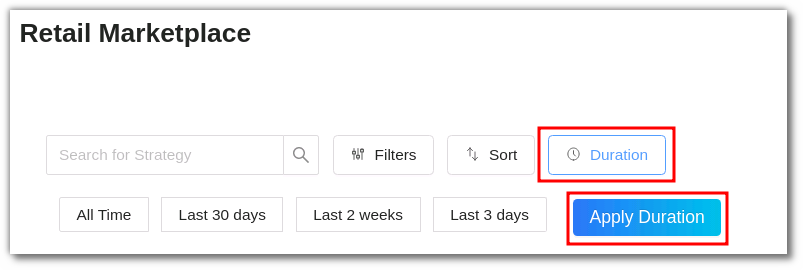 Retail Marketplace
Search for Strategy Filters Sort Duration
All Time Last 30 days Last 2 weeks Last 3 days Apply Duration